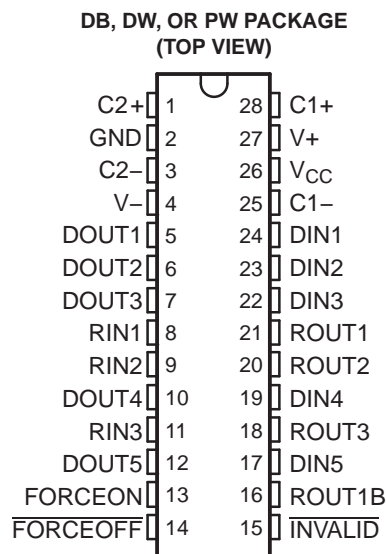 DB, DW, OR PW PACKAGE
(TOP VIEW)
C2+ 1 28 C1+
GND 2 27 V+
C2− 3 26 VCC
V− 4 25 C1−
DOUT1 5 24 DIN1
DOUT2 6 23 DIN2
DOUT3 7 22 DIN3
RIN1 8 21 ROUT1
RIN2 9 20 ROUT2
DOUT4 10 19 DIN4
RIN3 11 18 ROUT3
DOUT5 12 17 DIN5
FORCEON 13 16 ROUT1B
FORCEOFF 14 15 INVALID